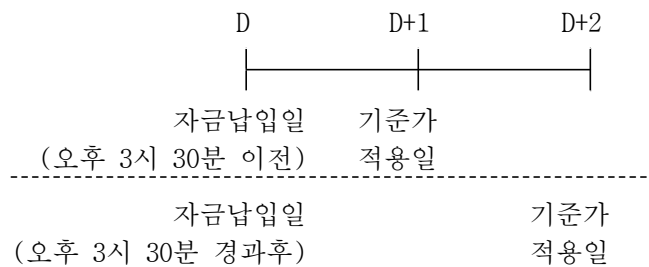 D D+1 D+2
자금납입일 기준가
(오후 3시 30분 이전) 적용일
자금납입일 기준가
(오후 3시 30분 경과후) 적용일